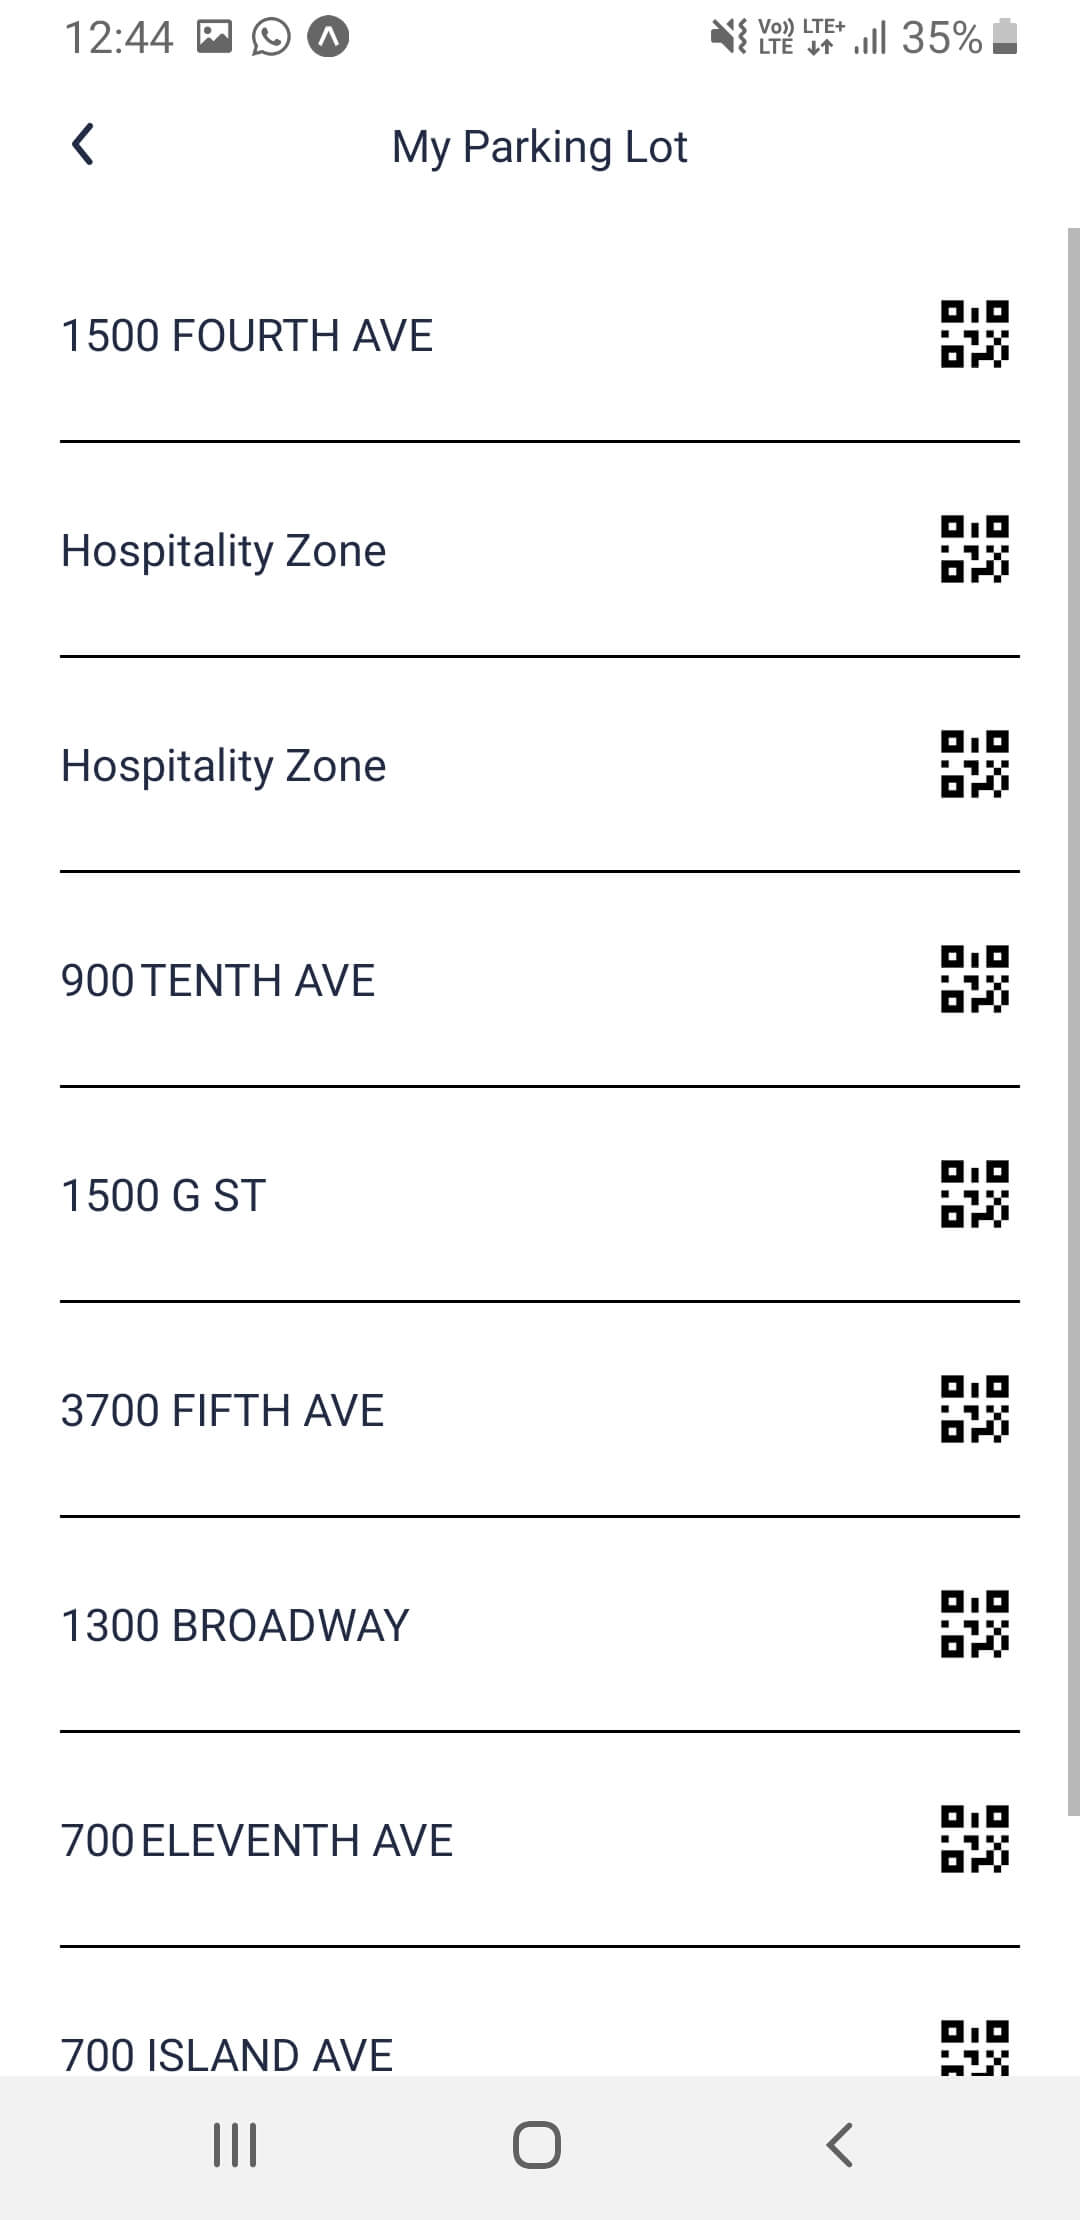 12:44 Vo)) LTE LTE+ 35%
My Parking Lot
1500 FOURTH AVE
Hospitality Zone
Hospitality Zone
900 TENTH AVE
1500 G ST
3700 FIFTH AVE
1300 BROADWAY
700 ELEVENTH AVE
700 ISLAND AVE